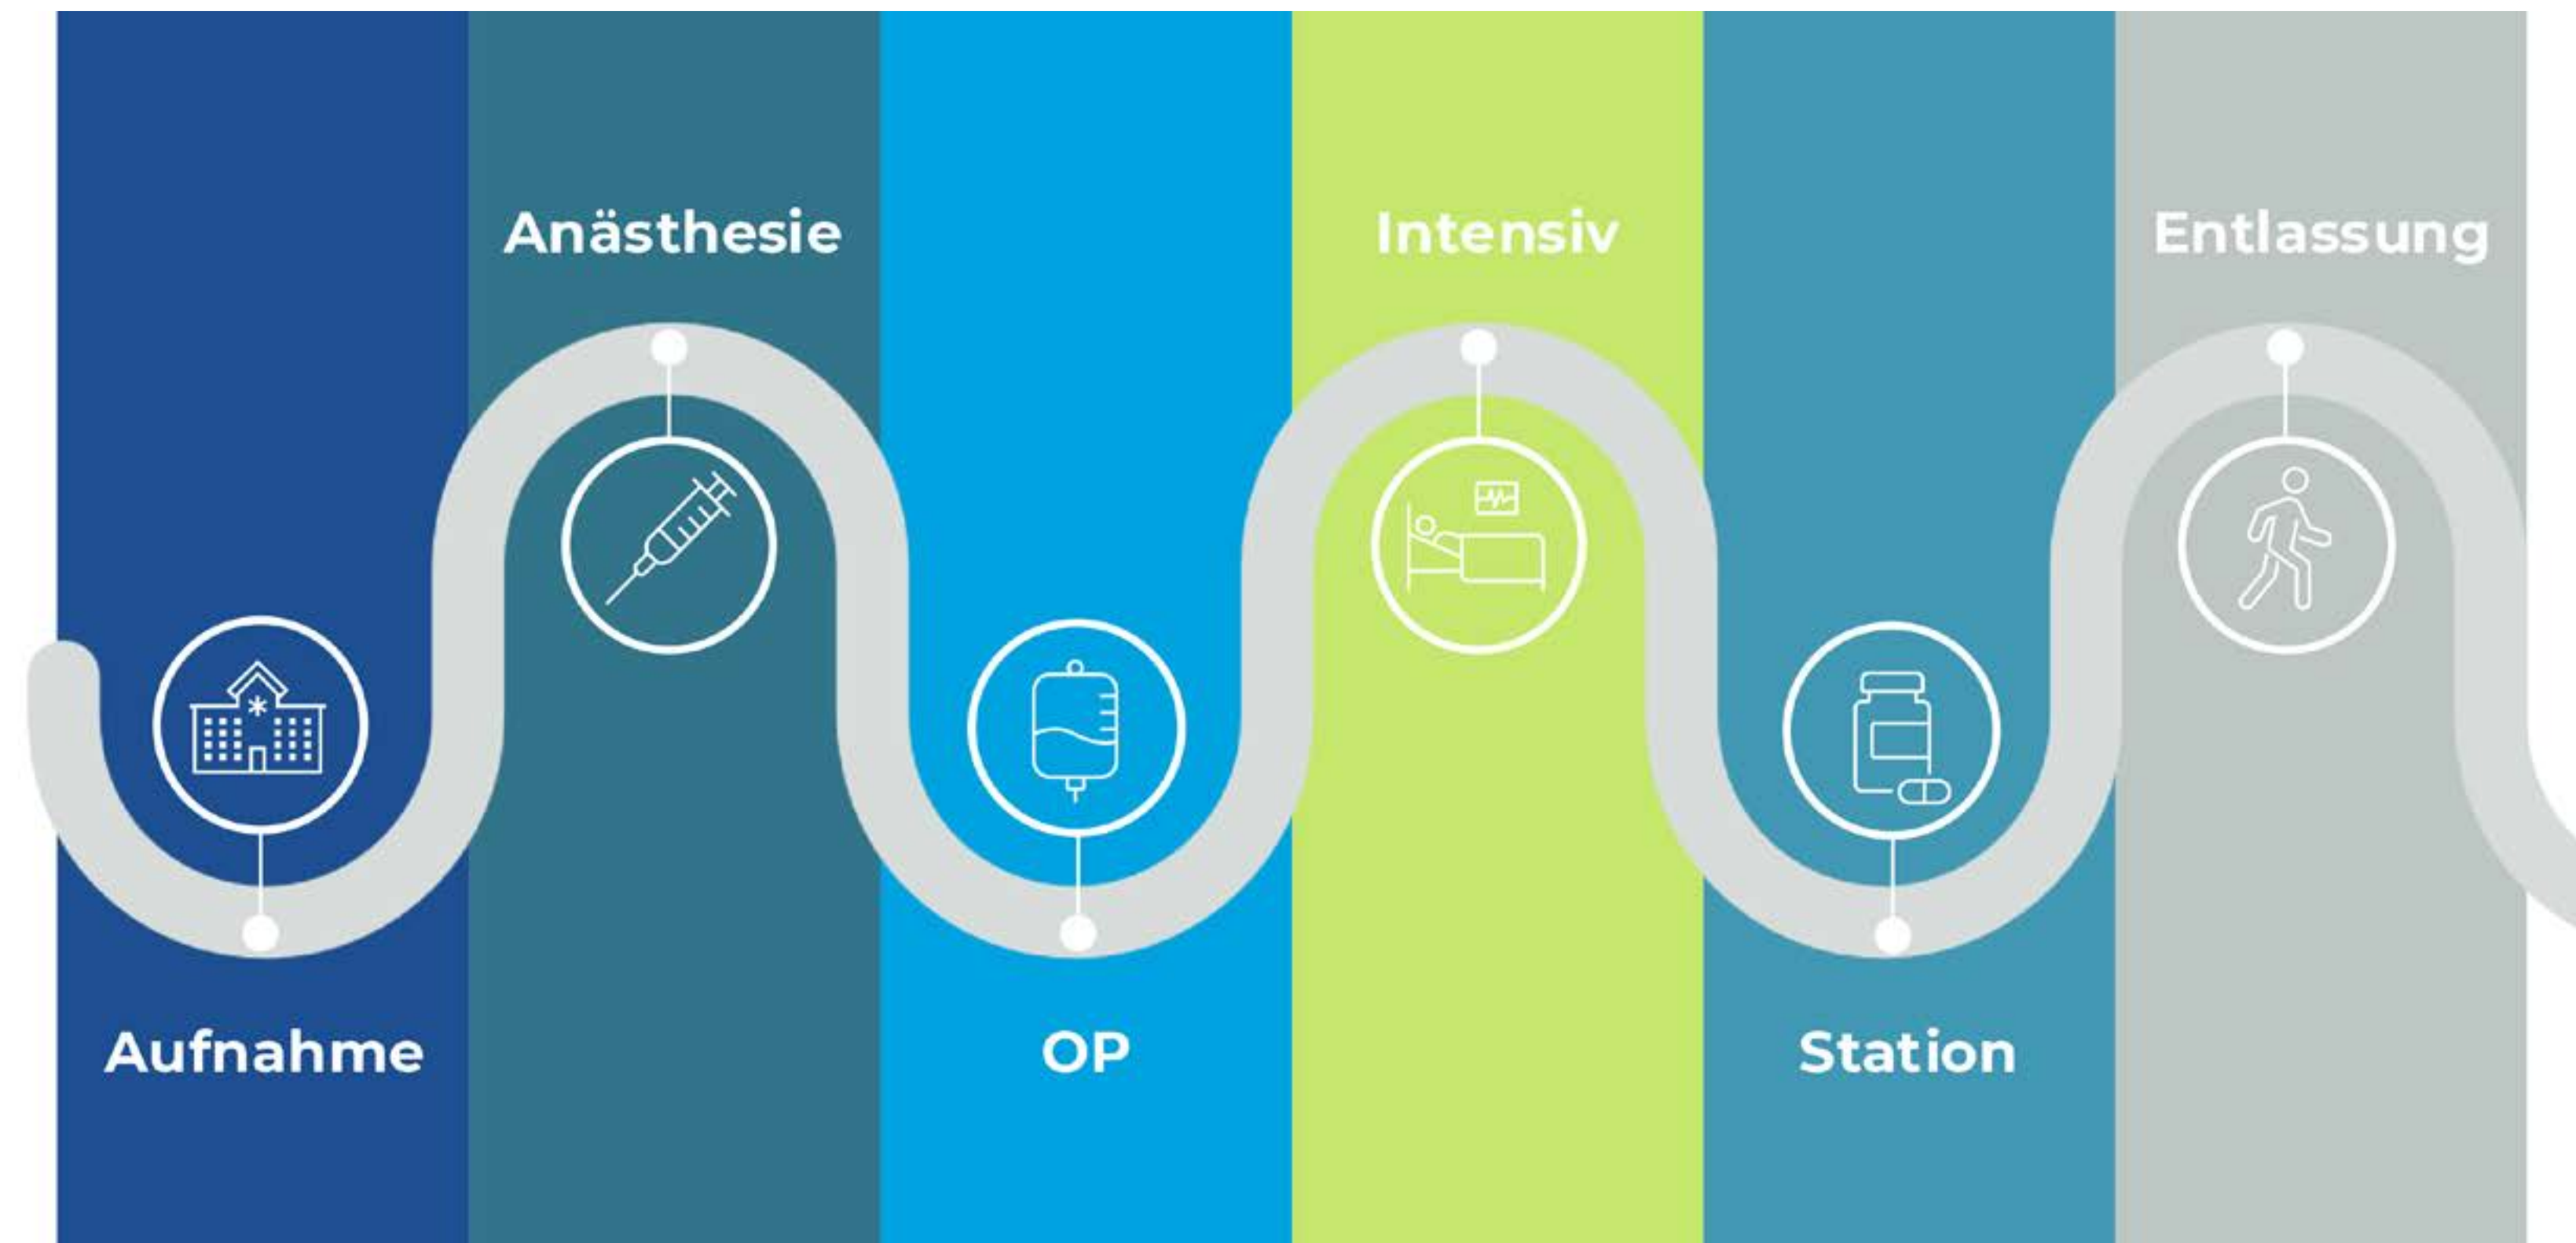 Aufnahme
Anästhesie
OP
Intensiv
Station
Entlassung